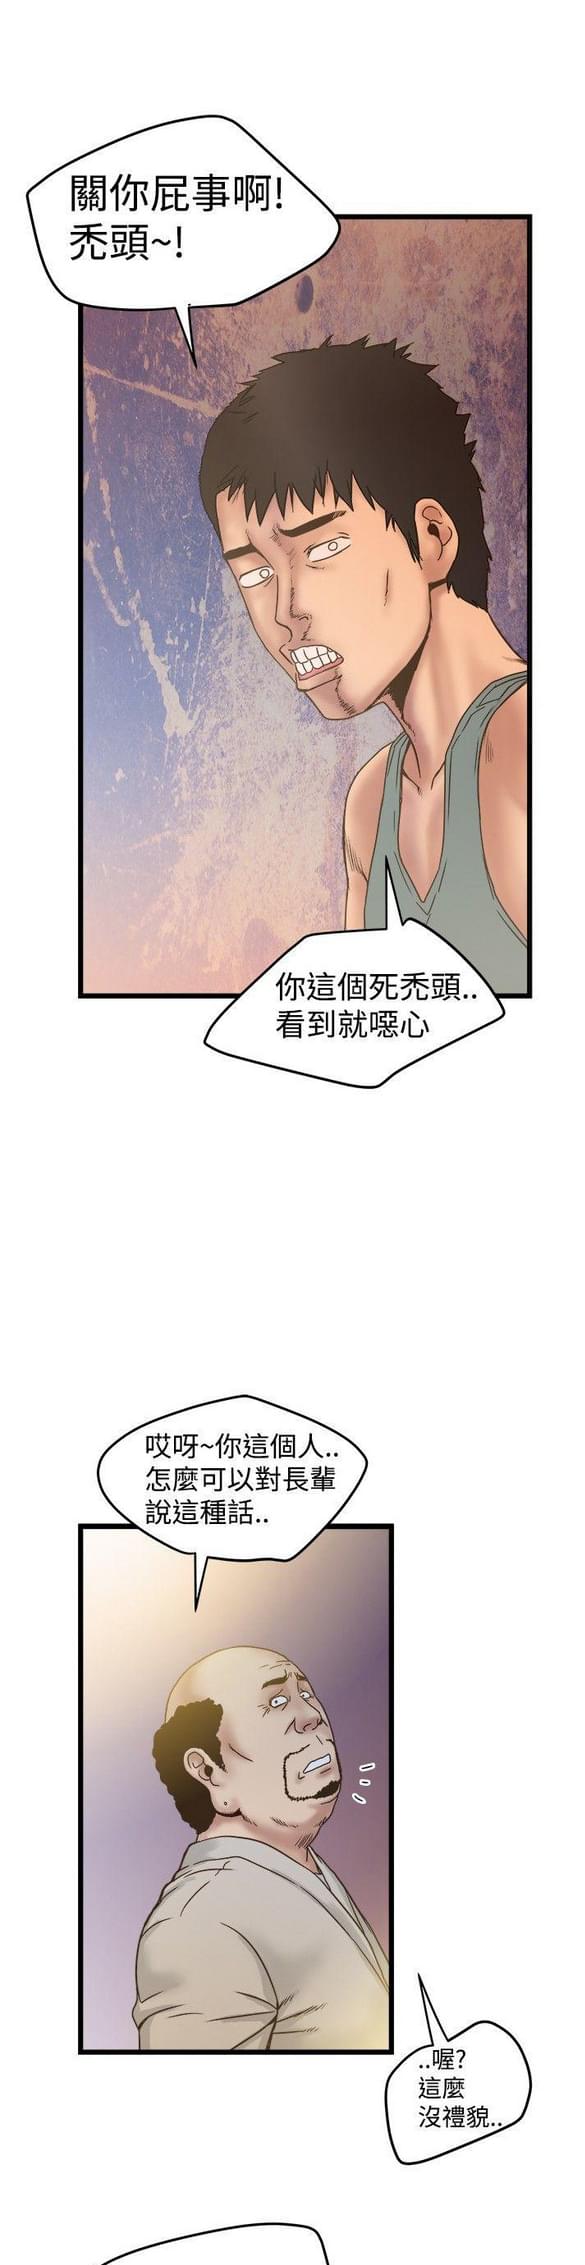 關你屁事啊!
禿頭~!
你這個死禿頭..
看到就噁心
哎呀~你這個人..
怎麼可以對長輩
說這種話..
..喔?
這麼
沒禮貌..